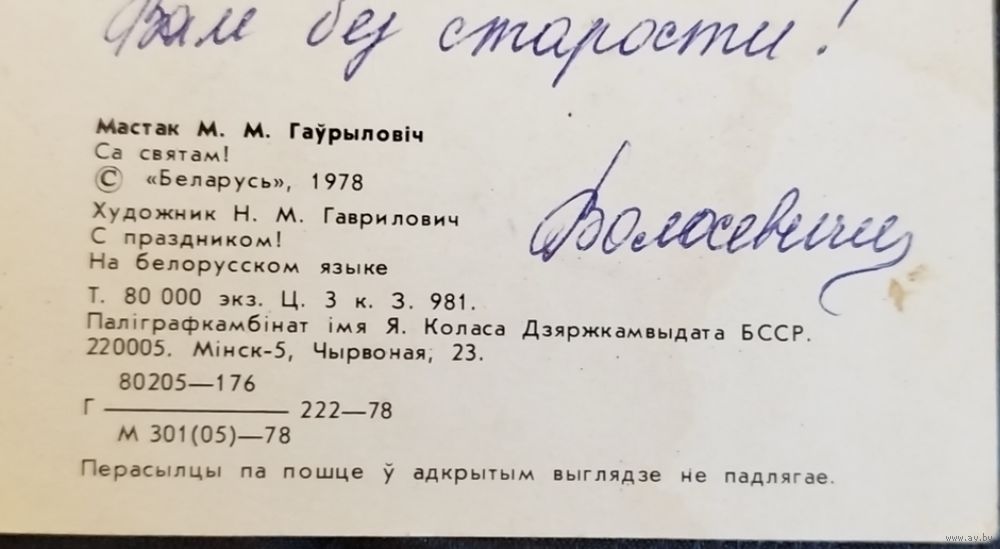 Вам без старости!
Мастак М. М. Гаўрыловіч
Са святам!
© «Беларусь», 1978
Художник Н. М. Гаврилович
С праздником!
На белорусском языке
Т. 80 000 экз. Ц. 3 к. З. 981.
Паліграфкамбінат імя Я. Коласа Дзяржкамвыдата БССР.
220005. Мінск-5, Чырвоная, 23.
80205—176
Г ———— 222—78
М 301(05)—78
Перасылцы па пошце ў адкрытым выглядзе не падлягае.
Волосевичи
www.av.by